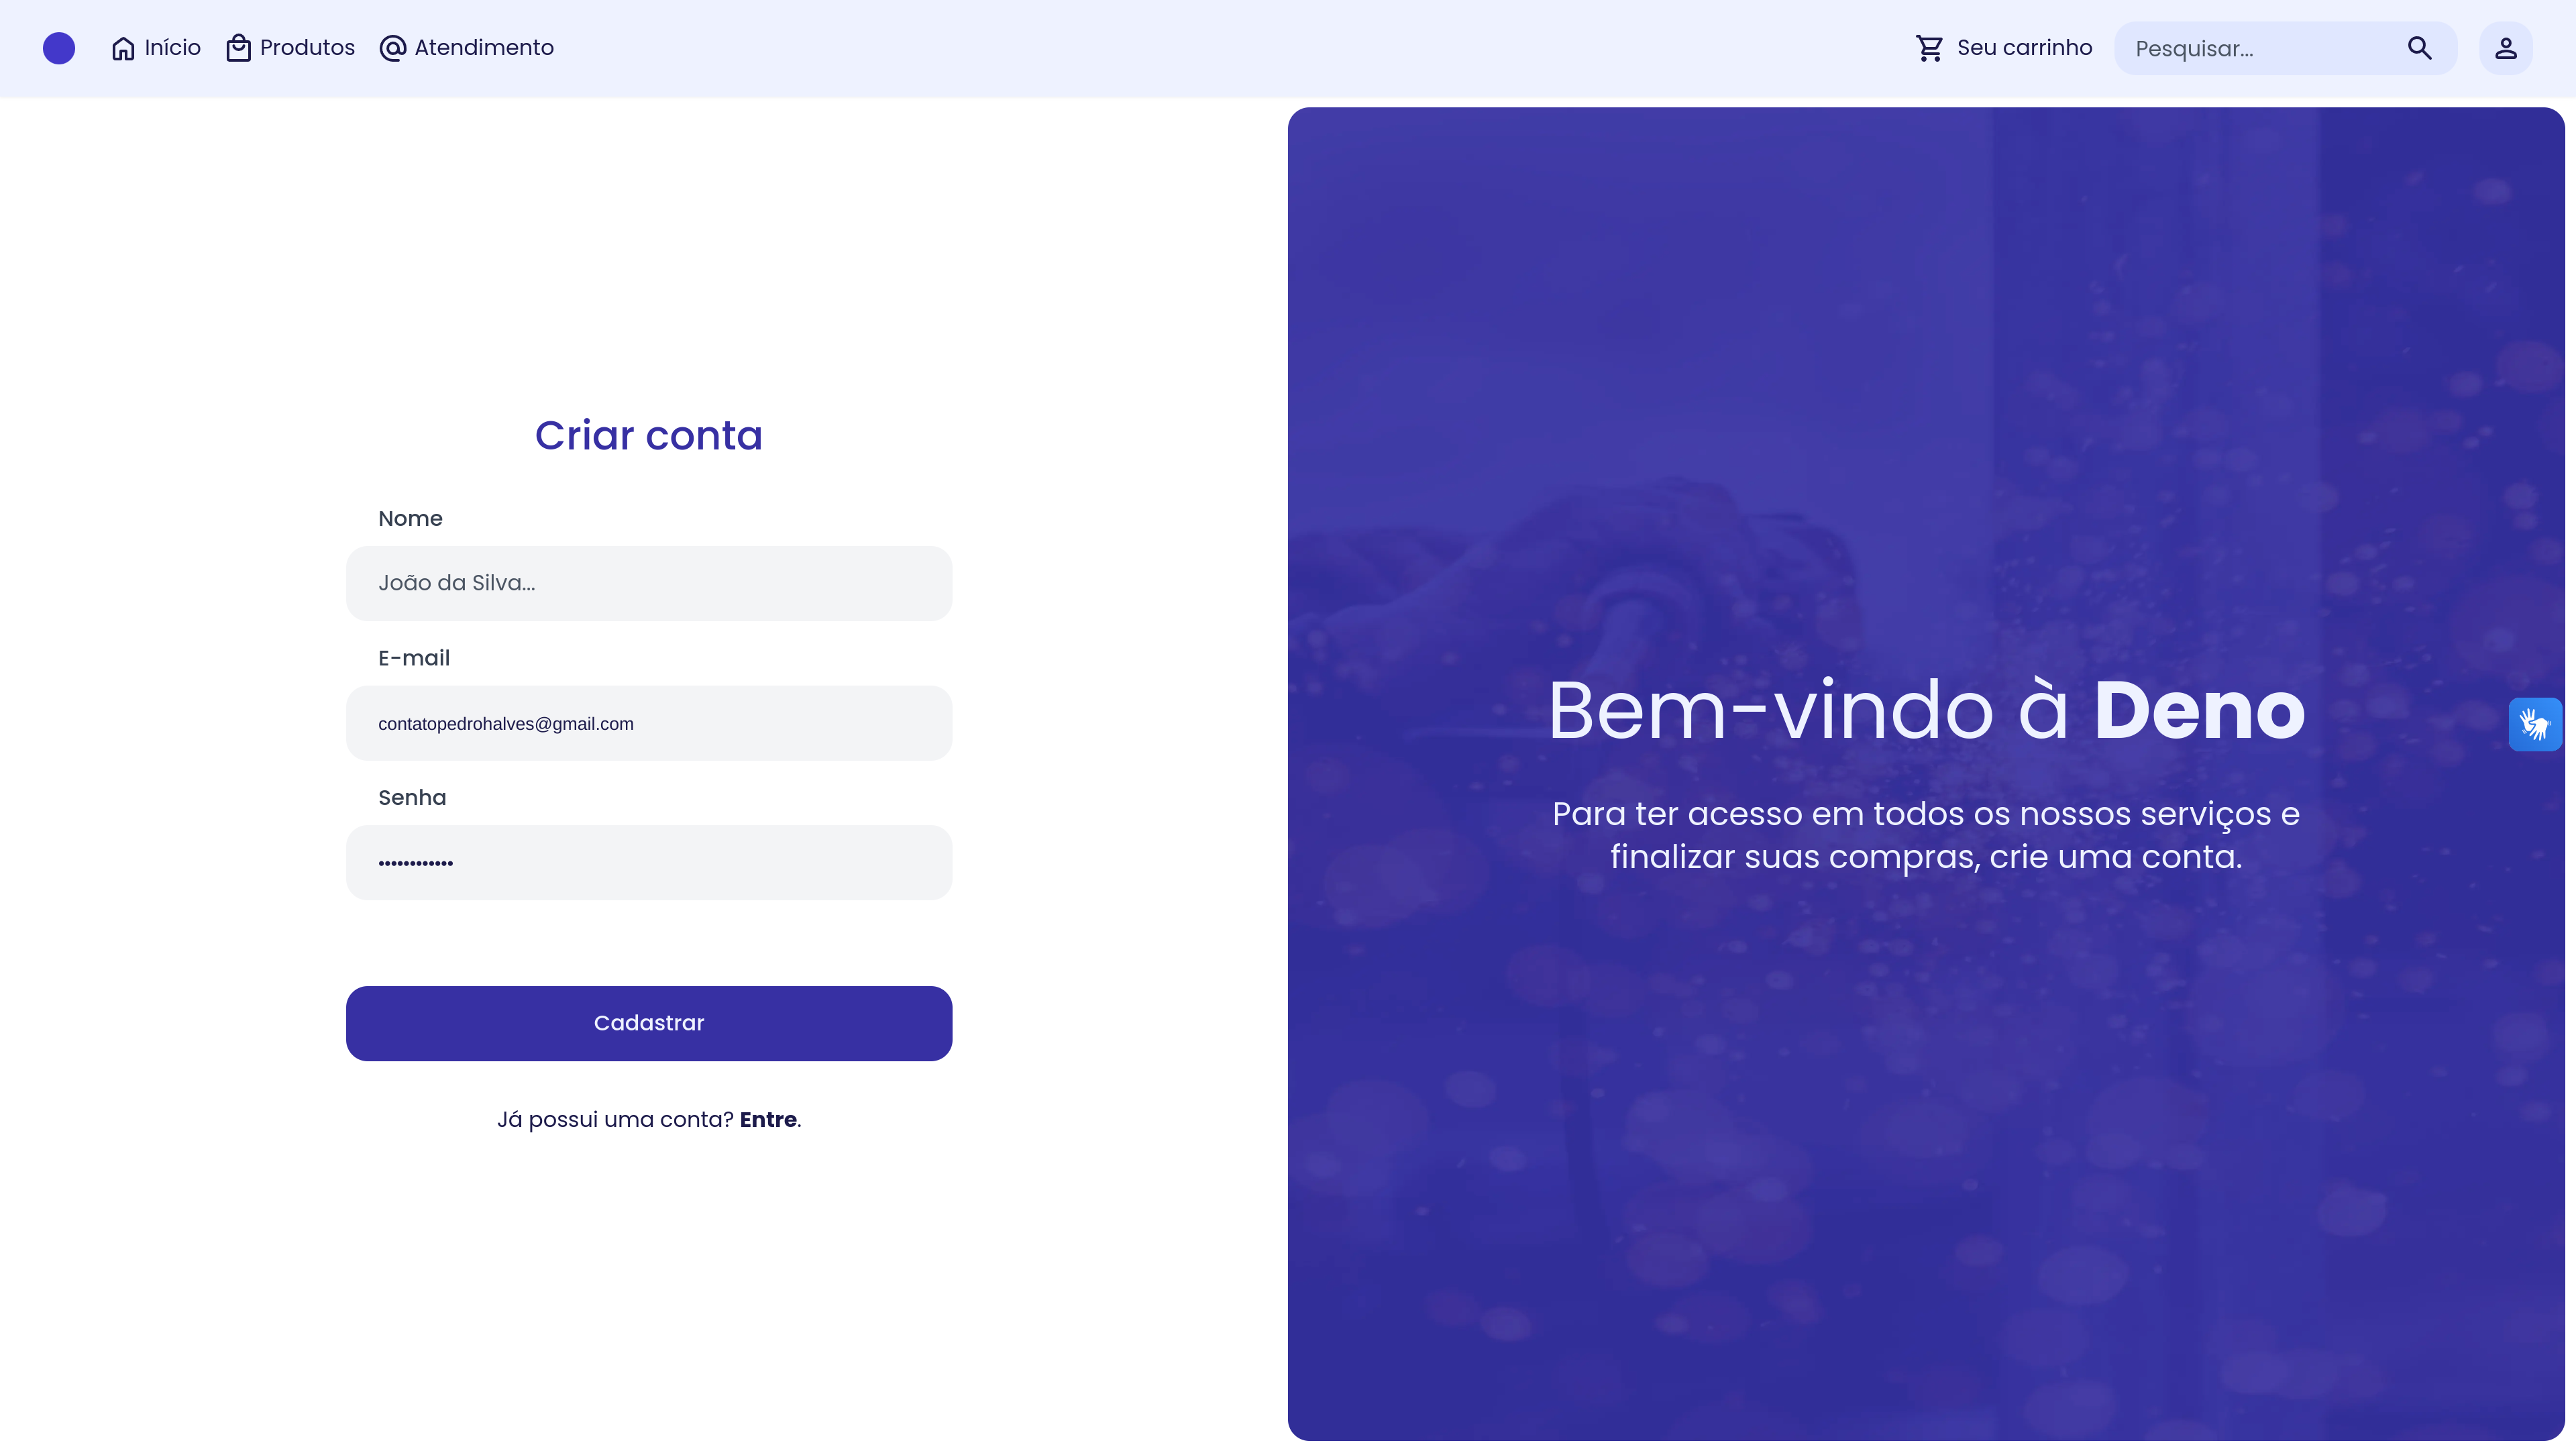 Início
Produtos
Atendimento
Seu carrinho
Pesquisar...
Criar conta
Nome
João da Silva...
E-mail
contatopedrohalves@gmail.com
Senha
••••••••••••
Cadastrar
Já possui uma conta? Entre.
Bem-vindo à Deno
Para ter acesso em todos os nossos serviços e
finalizar suas compras, crie uma conta.